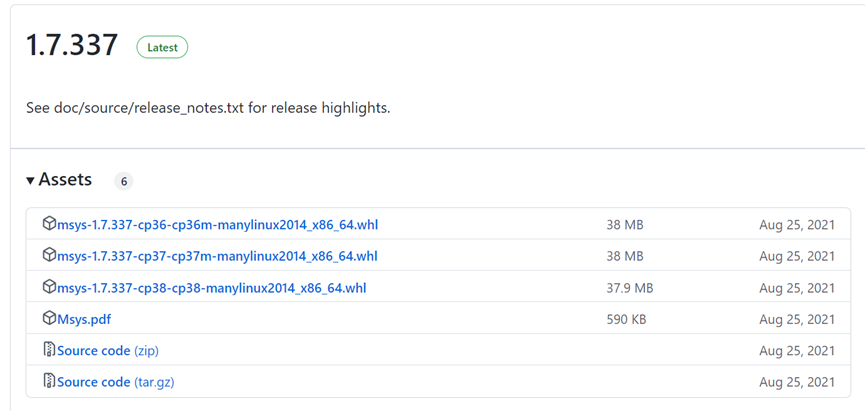 1.7.337 Latest
See doc/source/release_notes.txt for release highlights.
Assets 6
msys-1.7.337-cp36-cp36m-manylinux2014_x86_64.whl 38 MB Aug 25, 2021
msys-1.7.337-cp37-cp37m-manylinux2014_x86_64.whl 38 MB Aug 25, 2021
msys-1.7.337-cp38-cp38-manylinux2014_x86_64.whl 37.9 MB Aug 25, 2021
Msys.pdf 590 KB Aug 25, 2021
Source code (zip) Aug 25, 2021
Source code (tar.gz) Aug 25, 2021